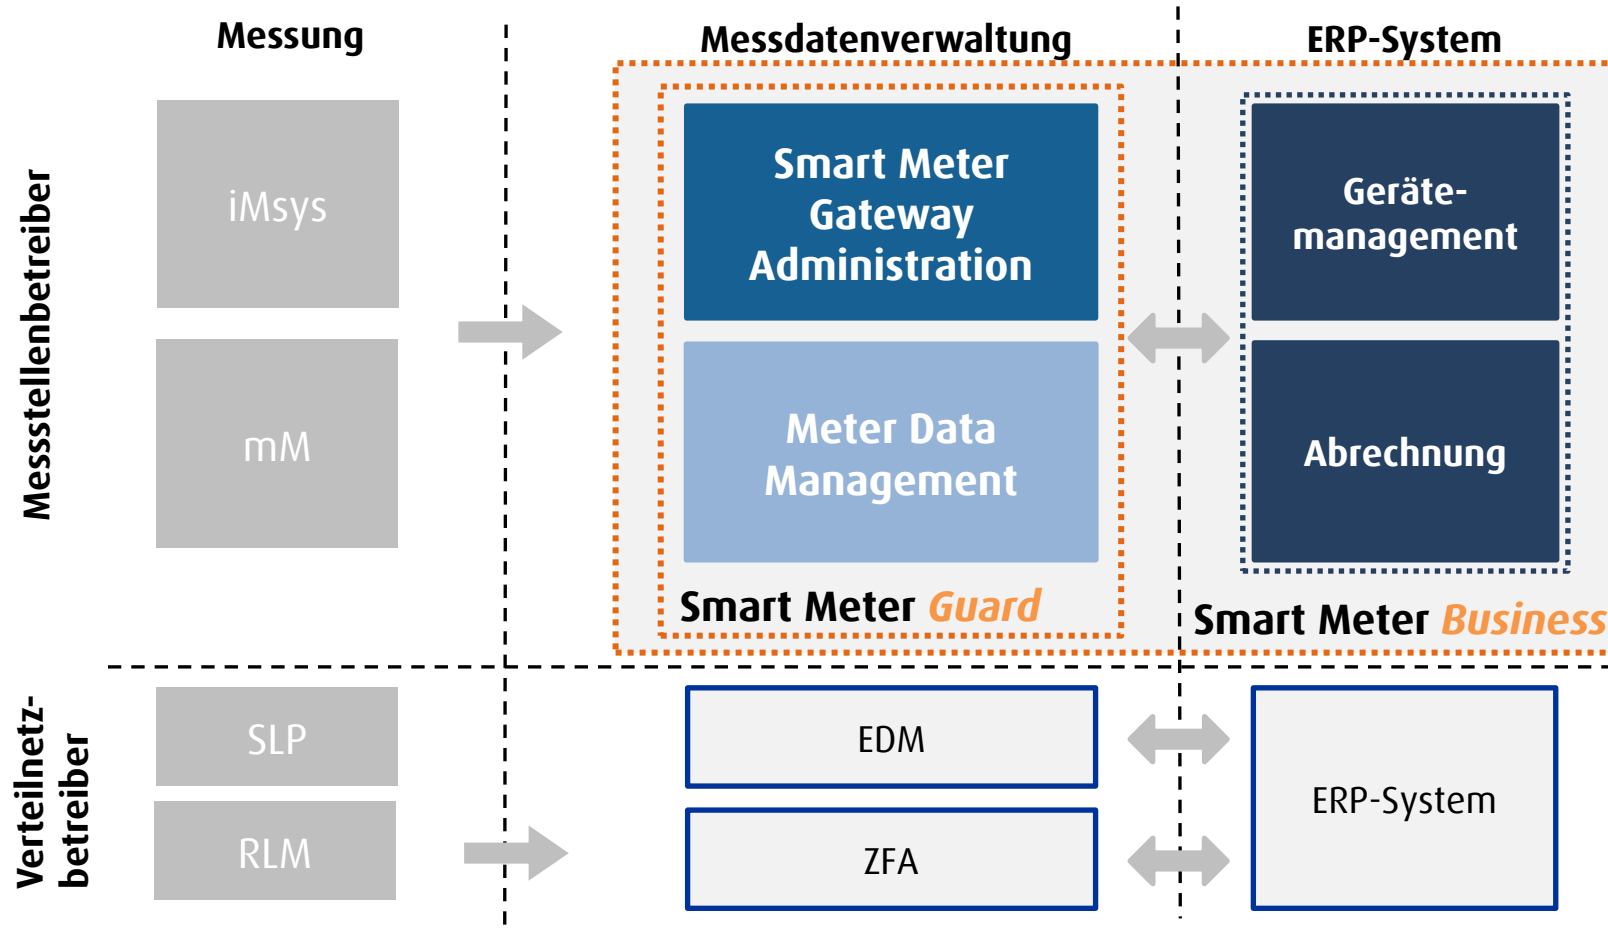 Messung
Messdatenverwaltung
ERP-System
Messstellenbetreiber
iMsys
mM
Smart Meter
Gateway
Administration
Meter Data
Management
Smart Meter Guard
Geräte-
management
Abrechnung
Smart Meter Business
Verteilnetz-
betreiber
SLP
RLM
EDM
ZFA
ERP-System